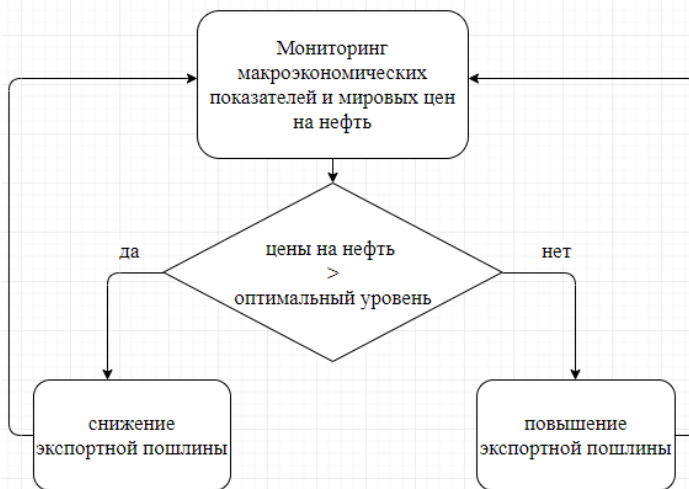 Мониторинг
макроэкономических
показателей и мировых цен
на нефть
да
цены на нефть
>
оптимальный уровень
нет
снижение
экспортной пошлины
повышение
экспортной пошлины